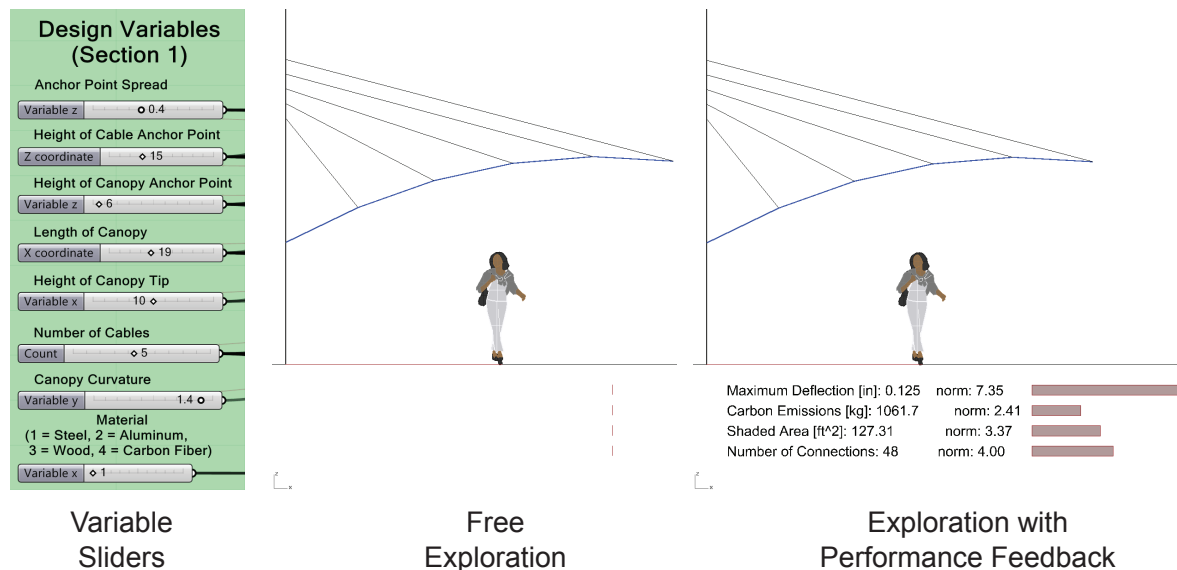 Design Variables
(Section 1)
Anchor Point Spread
Variable z 0.4
Height of Cable Anchor Point
Z coordinate 15
Height of Canopy Anchor Point
Variable z 6
Length of Canopy
X coordinate 19
Height of Canopy Tip
Variable x 10
Number of Cables
Count 5
Canopy Curvature
Variable y 1.4
Material
(1 = Steel, 2 = Aluminum,
3 = Wood, 4 = Carbon Fiber)
Variable x 1
z
x
Maximum Deflection [in]: 0.125 norm: 7.35
Carbon Emissions [kg]: 1061.7 norm: 2.41
Shaded Area [ft^2]: 127.31 norm: 3.37
Number of Connections: 48 norm: 4.00
z
x
Variable
Sliders
Free
Exploration
Exploration with
Performance Feedback